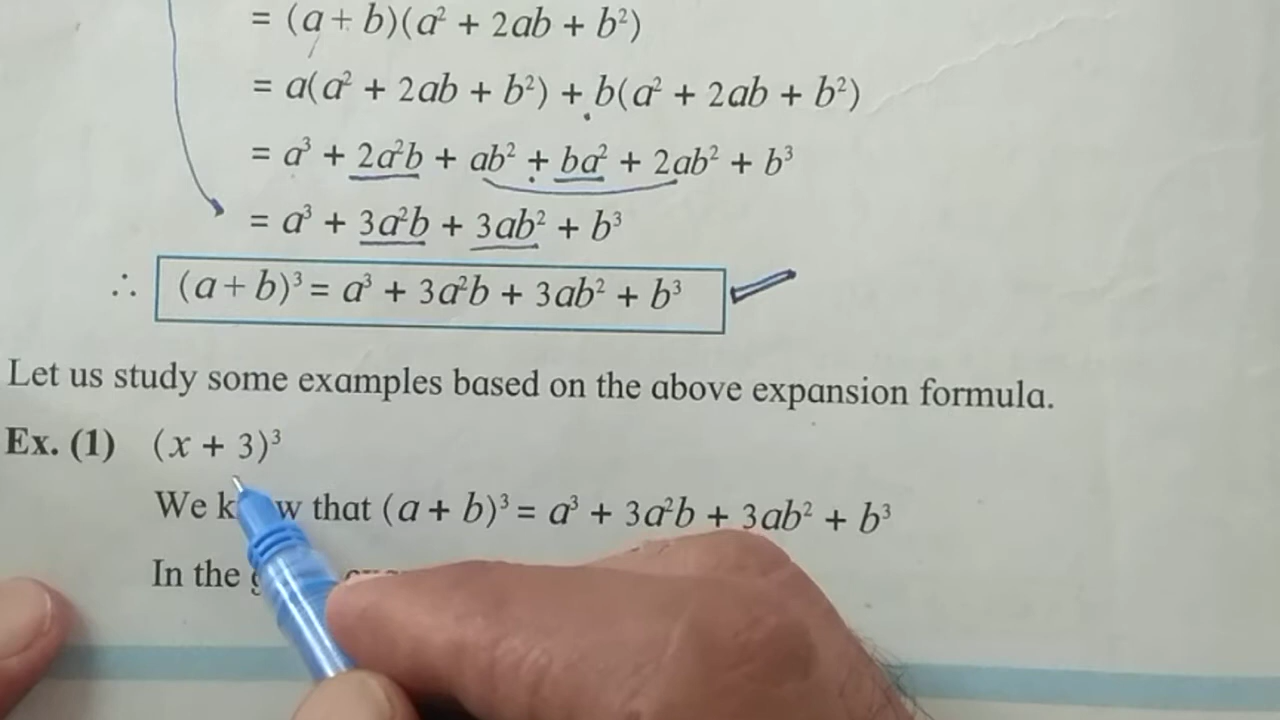 = (a + b)(a² + 2ab + b²)
= a(a² + 2ab + b²) + b(a² + 2ab + b²)
= a³ + 2a²b + ab² + ba² + 2ab² + b³
= a³ + 3a²b + 3ab² + b³
∴ (a + b)³ = a³ + 3a²b + 3ab² + b³
Let us study some examples based on the above expansion formula.
Ex. (1) (x + 3)³
We know that (a + b)³ = a³ + 3a²b + 3ab² + b³
In the